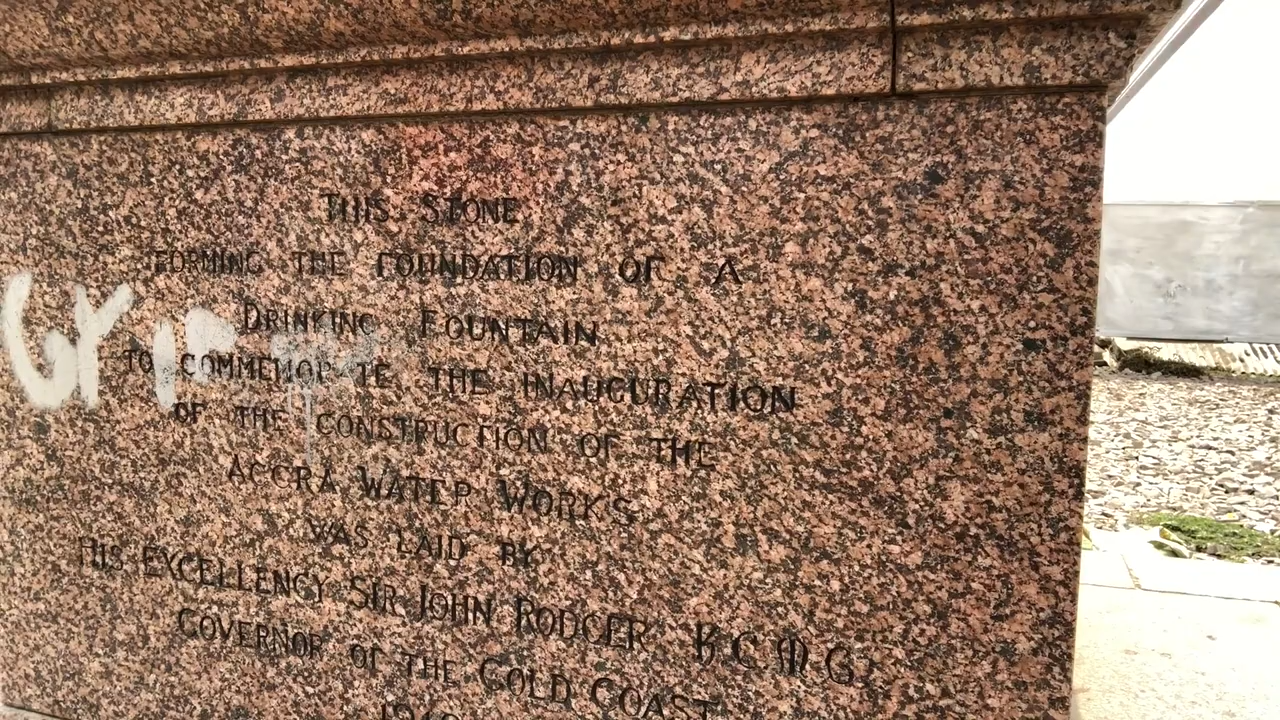 THIS STONE
FORMING THE FOUNDATION OF A
DRINKING FOUNTAIN
TO COMMEMORATE THE INAUGURATION
OF THE CONSTRUCTION OF THE
ACCRA WATER WORKS
WAS LAID BY
HIS EXCELLENCY SIR JOHN RODGER K.C.M.G.
GOVERNOR OF THE GOLD COAST